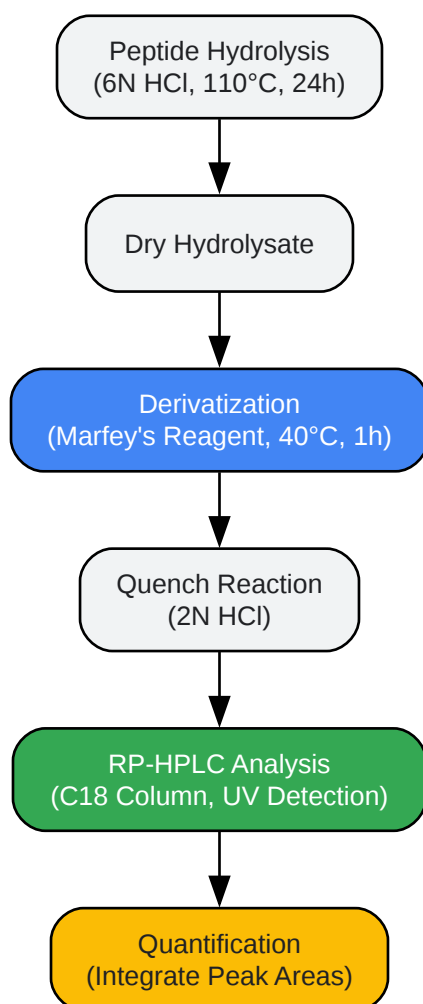 Peptide Hydrolysis
(6N HCl, 110°C, 24h)
Dry Hydrolysate
Derivatization
(Marfey's Reagent, 40°C, 1h)
Quench Reaction
(2N HCl)
RP-HPLC Analysis
(C18 Column, UV Detection)
Quantification
(Integrate Peak Areas)